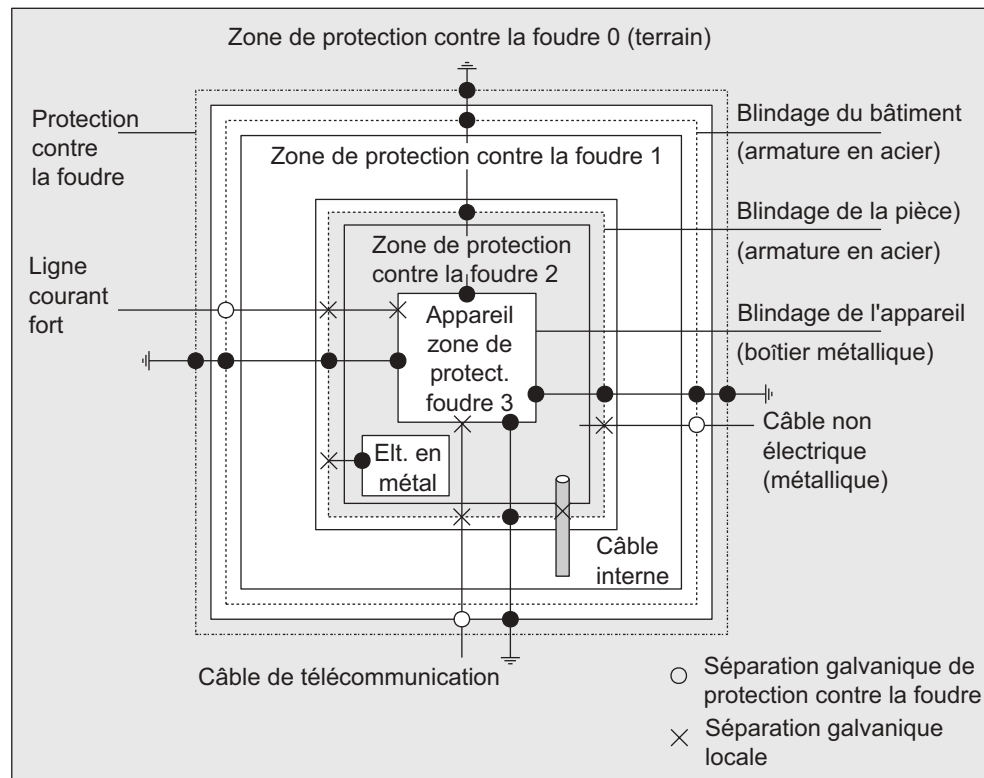 Zone de protection contre la foudre 0 (terrain)
Protection
contre
la foudre
Blindage du bâtiment
(armature en acier)
Zone de protection contre la foudre 1
Blindage de la pièce)
(armature en acier)
Zone de protection
contre la foudre 2
Ligne
courant
fort
Appareil
zone de
protect.
foudre 3
Blindage de l'appareil
(boîtier métallique)
Câble non
électrique
(métallique)
Elt. en
métal
Câble
interne
Câble de télécommunication
Séparation galvanique de
protection contre la foudre
Séparation galvanique
locale